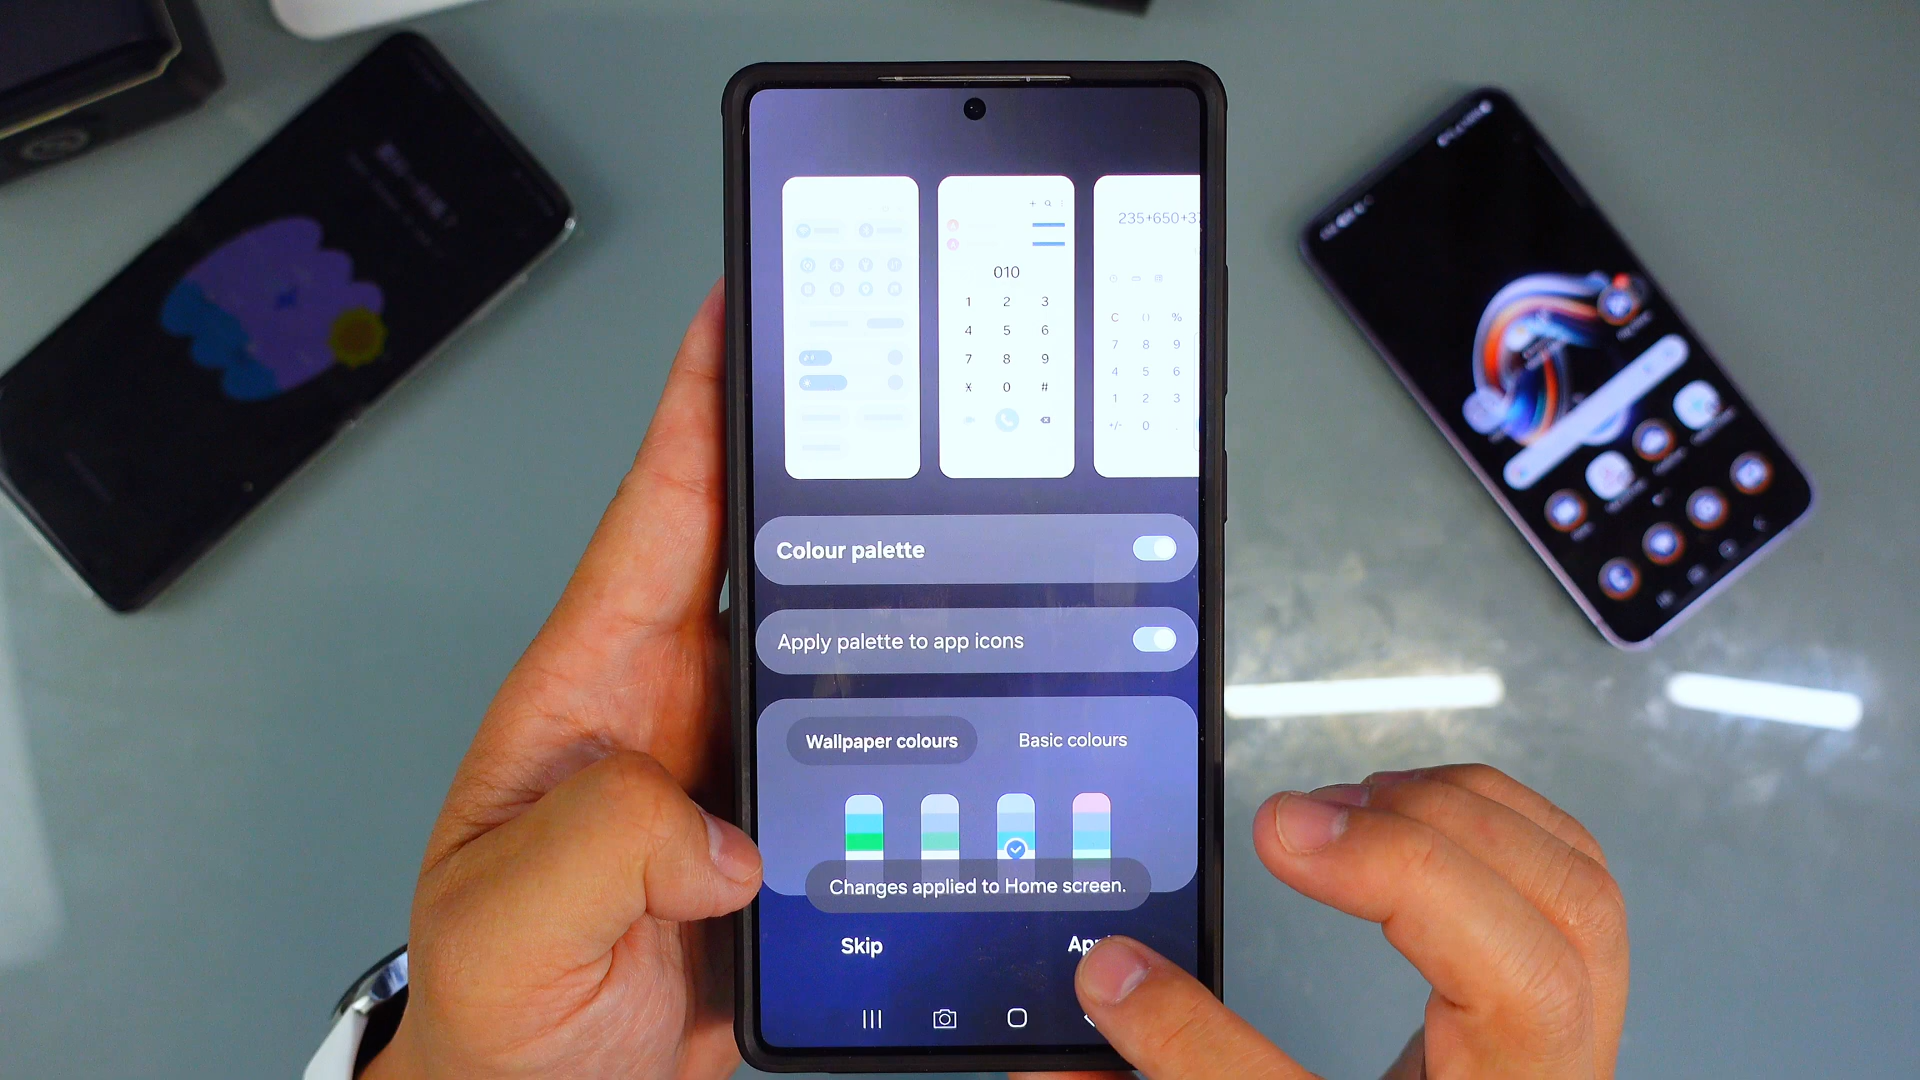 010
1 2 3
4 5 6
7 8 9
* 0 #
235+650+37
C () %
7 8 9
4 5 6
1 2 3
+/- 0 .
Colour palette
Apply palette to app icons
Wallpaper colours
Basic colours
Changes applied to Home screen.
Skip
App